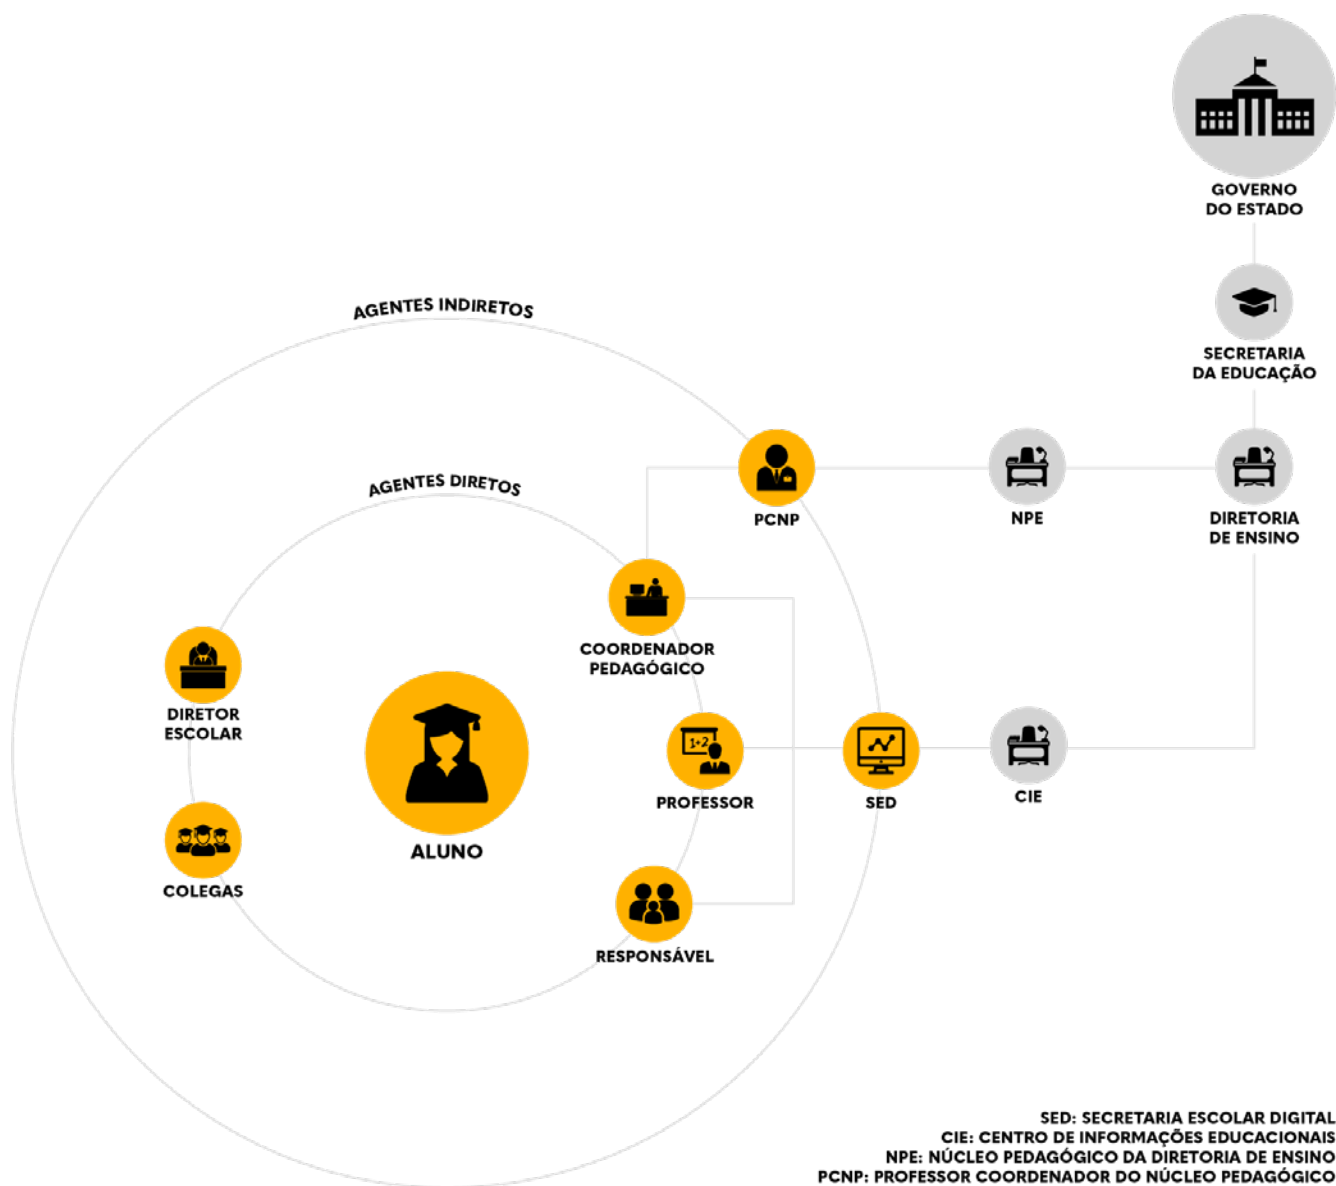 GOVERNO
DO ESTADO
SECRETARIA
DA EDUCAÇÃO
AGENTES INDIRETOS
AGENTES DIRETOS
PCNP
NPE
DIRETORIA
DE ENSINO
COORDENADOR
PEDAGÓGICO
DIRETOR
ESCOLAR
1+2
PROFESSOR
SED
CIE
ALUNO
COLEGAS
RESPONSÁVEL
SED: SECRETARIA ESCOLAR DIGITAL
CIE: CENTRO DE INFORMAÇÕES EDUCACIONAIS
NPE: NÚCLEO PEDAGÓGICO DA DIRETORIA DE ENSINO
PCNP: PROFESSOR COORDENADOR DO NÚCLEO PEDAGÓGICO